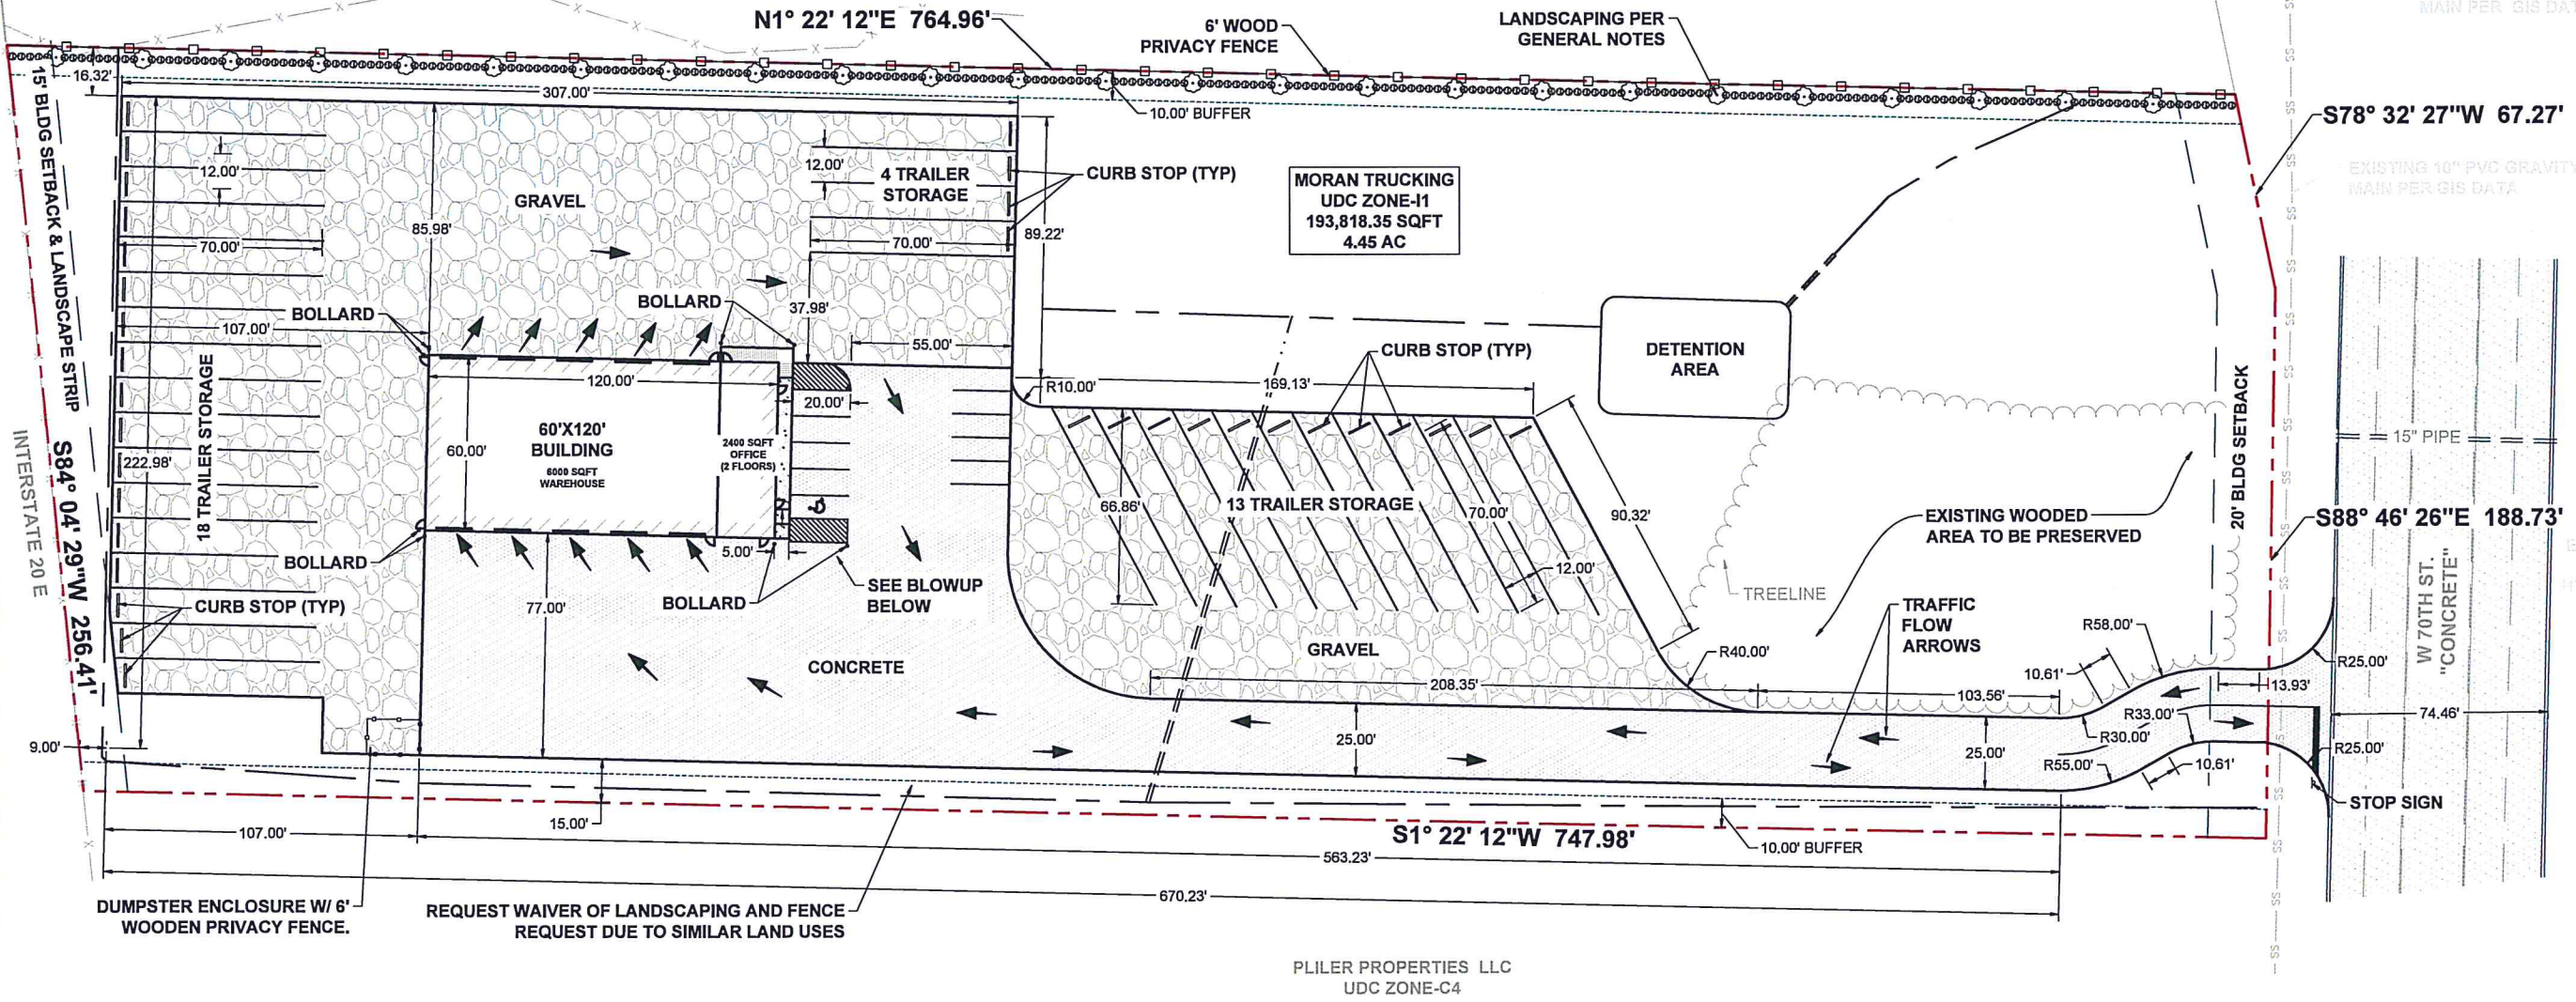 N1° 22' 12"E 764.96'
6' WOOD
PRIVACY FENCE
LANDSCAPING PER
GENERAL NOTES
MAIN PER GIS DATA
16.32'
307.00'
10.00' BUFFER
S78° 32' 27"W 67.27'
EXISTING 10" PVC GRAVITY
MAIN PER GIS DATA
15' BLDG SETBACK & LANDSCAPE STRIP
12.00'
GRAVEL
85.98'
70.00'
12.00'
4 TRAILER
STORAGE
70.00'
CURB STOP (TYP)
89.22'
MORAN TRUCKING
UDC ZONE-I1
193,818.35 SQFT
4.45 AC
BOLLARD
107.00'
BOLLARD
37.98'
55.00'
120.00'
20.00'
R10.00'
169.13'
CURB STOP (TYP)
DETENTION
AREA
15" PIPE
20' BLDG SETBACK
INTERSTATE 20 E
S84° 04' 29"W 256.41'
222.98'
18 TRAILER STORAGE
60.00'
60'X120'
BUILDING
6000 SQFT
WAREHOUSE
2400 SQFT
OFFICE
(2 FLOORS)
66.86'
13 TRAILER STORAGE
70.00'
90.32'
12.00'
EXISTING WOODED
AREA TO BE PRESERVED
S88° 46' 26"E 188.73'
W 70TH ST.
"CONCRETE"
BOLLARD
5.00'
BOLLARD
SEE BLOWUP
BELOW
77.00'
CURB STOP (TYP)
TREELINE
TRAFFIC
FLOW
ARROWS
CONCRETE
GRAVEL
R40.00'
208.35'
103.56'
R58.00'
10.61'
R25.00'
13.93'
74.46'
R33.00'
R30.00'
R25.00'
R55.00'
10.61'
9.00'
25.00'
25.00'
STOP SIGN
107.00'
15.00'
S1° 22' 12"W 747.98'
10.00' BUFFER
563.23'
670.23'
DUMPSTER ENCLOSURE W/ 6'
WOODEN PRIVACY FENCE.
REQUEST WAIVER OF LANDSCAPING AND FENCE
REQUEST DUE TO SIMILAR LAND USES
PLILER PROPERTIES LLC
UDC ZONE-C4
SS
SS
SS
SS
SS
SS
SS
SS
SS
SS